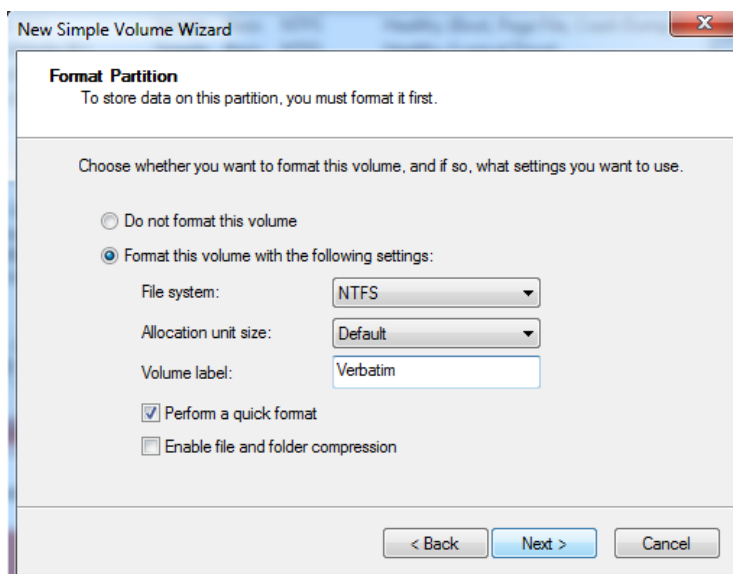 New Simple Volume Wizard
Format Partition
To store data on this partition, you must format it first.
Choose whether you want to format this volume, and if so, what settings you want to use.
Do not format this volume
Format this volume with the following settings:
File system: NTFS
Allocation unit size: Default
Volume label: Verbatim
Perform a quick format
Enable file and folder compression
< Back Next > Cancel